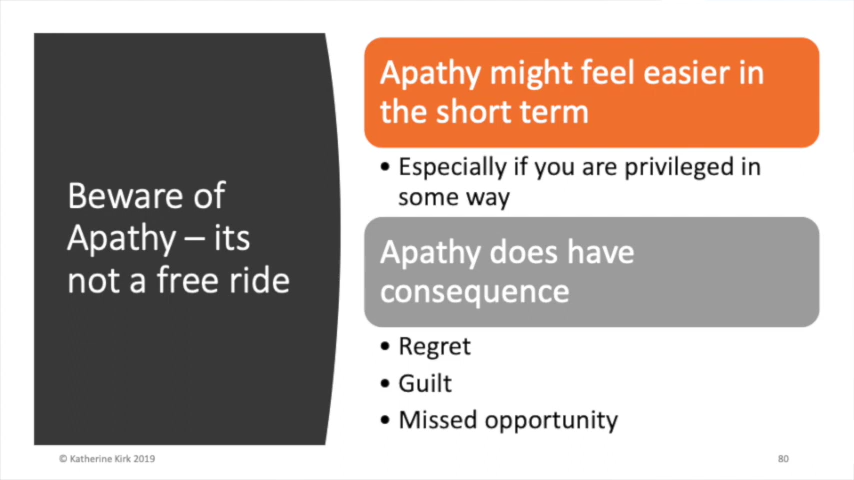 Beware of
Apathy – its
not a free ride
Apathy might feel easier in
the short term
• Especially if you are privileged in
some way
Apathy does have
consequence
• Regret
• Guilt
• Missed opportunity
© Katherine Kirk 2019
80